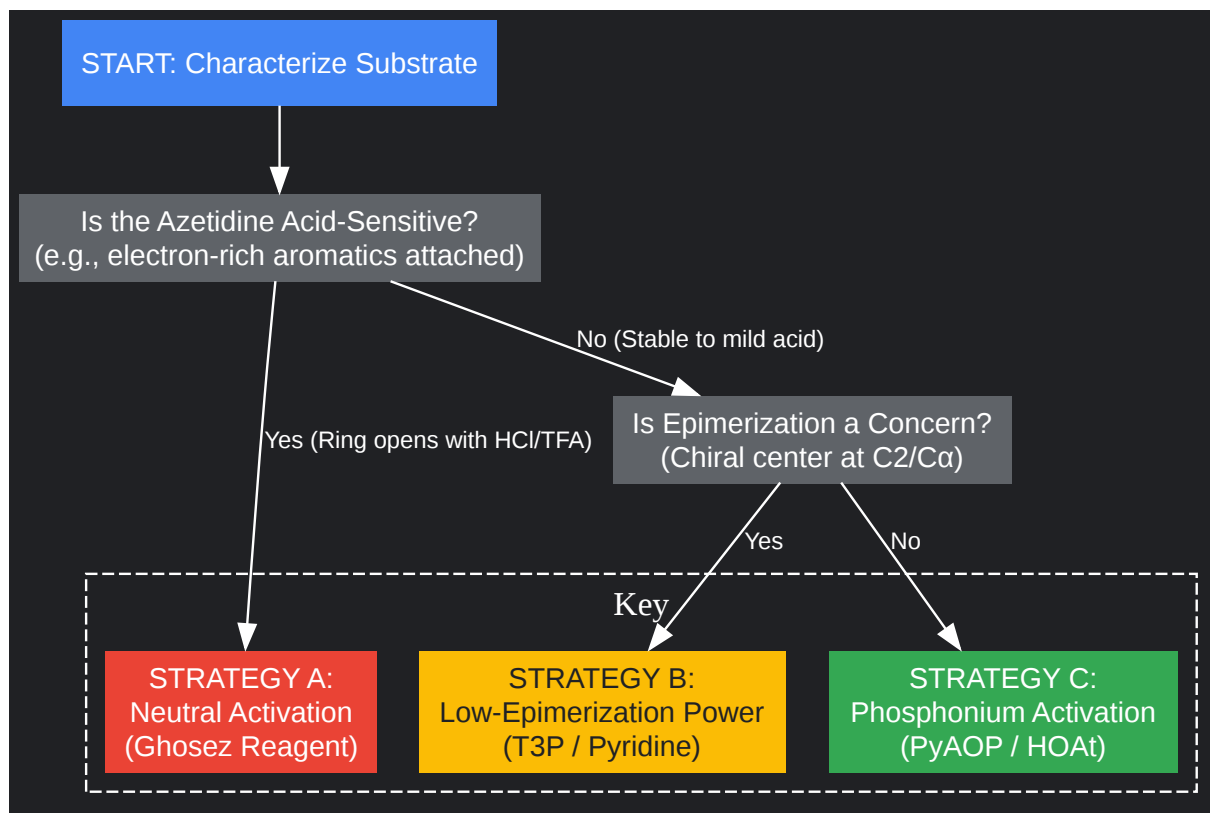 START: Characterize Substrate
Is the Azetidine Acid-Sensitive?
(e.g., electron-rich aromatics attached)
No (Stable to mild acid)
Is Epimerization a Concern?
(Chiral center at C2/Cα)
Yes (Ring opens with HCl/TFA)
Yes
No
Key
STRATEGY A:
Neutral Activation
(Ghosez Reagent)
STRATEGY B:
Low-Epimerization Power
(T3P / Pyridine)
STRATEGY C:
Phosphonium Activation
(PyAOP / HOAt)